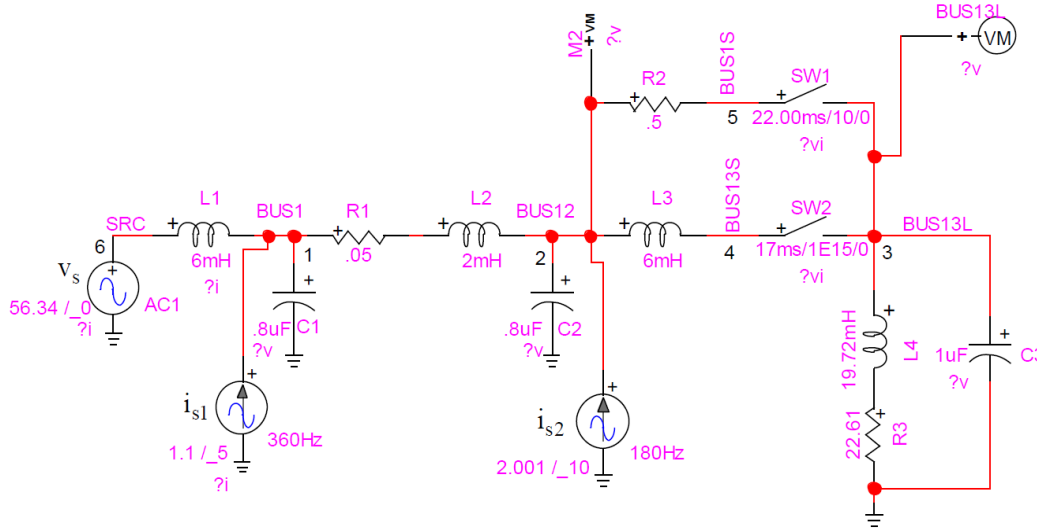 BUS13L
VM
+
?v
M2
+VM
?v
R2
+
.5
BUS1S
5
SW1
+
22.00ms/10/0
?vi
SRC
6
L1
+
6mH
?i
BUS1
1
R1
+
.05
L2
+
2mH
BUS12
2
L3
+
6mH
BUS13S
4
SW2
+
17ms/1E15/0
?vi
BUS13L
3
vs
+
AC1
56.34 /_0
?i
+
.8uF
C1
?v
+
.8uF
C2
?v
+
19.72mH
L4
+
1uF
C3
?v
is1
+
360Hz
1.1 /_5
?i
is2
+
180Hz
2.001 /_10
+
22.61
R3